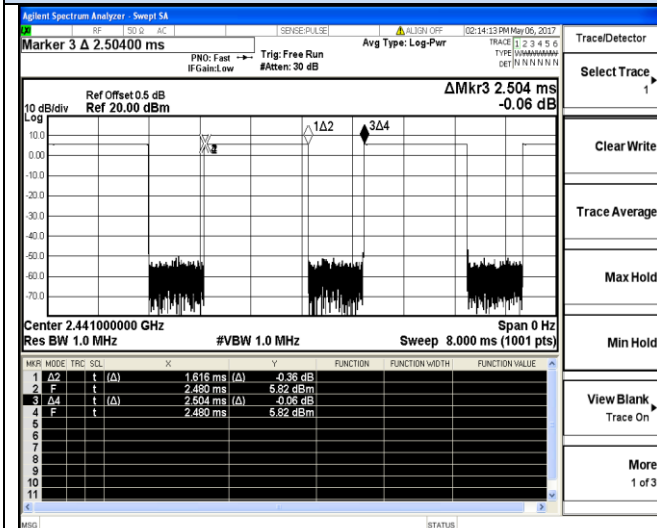 Agilent Spectrum Analyzer - Swept SA
RF 50 Ω AC SENSE:PULSE ALIGN OFF 02:14:13 PM May 06, 2017
Marker 3 Δ 2.50400 ms
PNO: Fast
IFGain:Low
Trig: Free Run
#Atten: 30 dB
Avg Type: Log-Pwr
TRACE 1 2 3 4 5 6
TYPE
DET N N N N N N
Trace/Detector
Select Trace
1
Clear Write
Trace Average
Max Hold
Min Hold
View Blank
Trace On
More
1 of 3
ΔMkr3 2.504 ms
-0.06 dB
Ref Offset 0.5 dB
10 dB/div Ref 20.00 dBm
Log
1Δ2 3Δ4
10.0
0.00
-10.0
-20.0
-30.0
-40.0
-50.0
-60.0
-70.0
Center 2.441000000 GHz Span 0 Hz
Res BW 1.0 MHz #VBW 1.0 MHz Sweep 8.000 ms (1001 pts)
MKR MODE TRC SCL X Y FUNCTION FUNCTION WIDTH FUNCTION VALUE
1 Δ2 t (Δ) 1.616 ms (Δ) -0.36 dB
2 F t 2.480 ms 5.82 dBm
3 Δ4 t (Δ) 2.504 ms (Δ) -0.06 dB
4 F t 2.480 ms 5.82 dBm
5
6
7
8
9
10
11
MSG STATUS